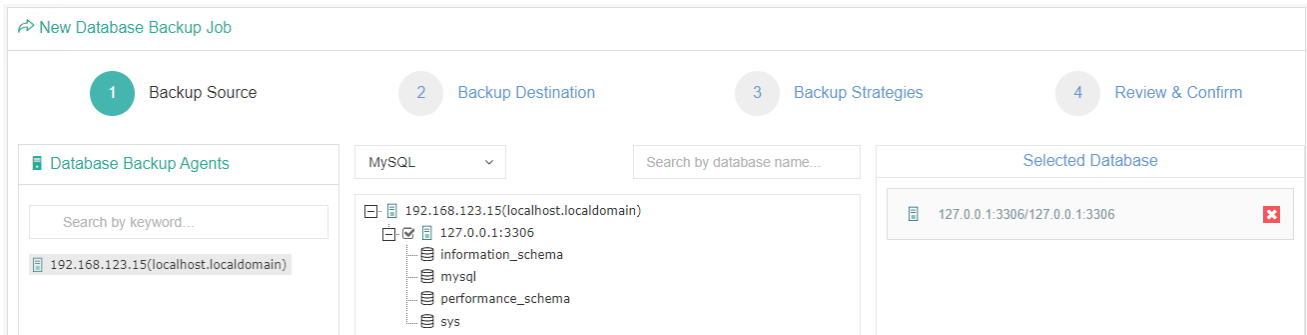 New Database Backup Job
1 Backup Source
2 Backup Destination
3 Backup Strategies
4 Review & Confirm
Database Backup Agents
Search by keyword...
192.168.123.15(localhost.localdomain)
MySQL
Search by database name...
192.168.123.15(localhost.localdomain)
127.0.0.1:3306
information_schema
mysql
performance_schema
sys
Selected Database
127.0.0.1:3306/127.0.0.1:3306